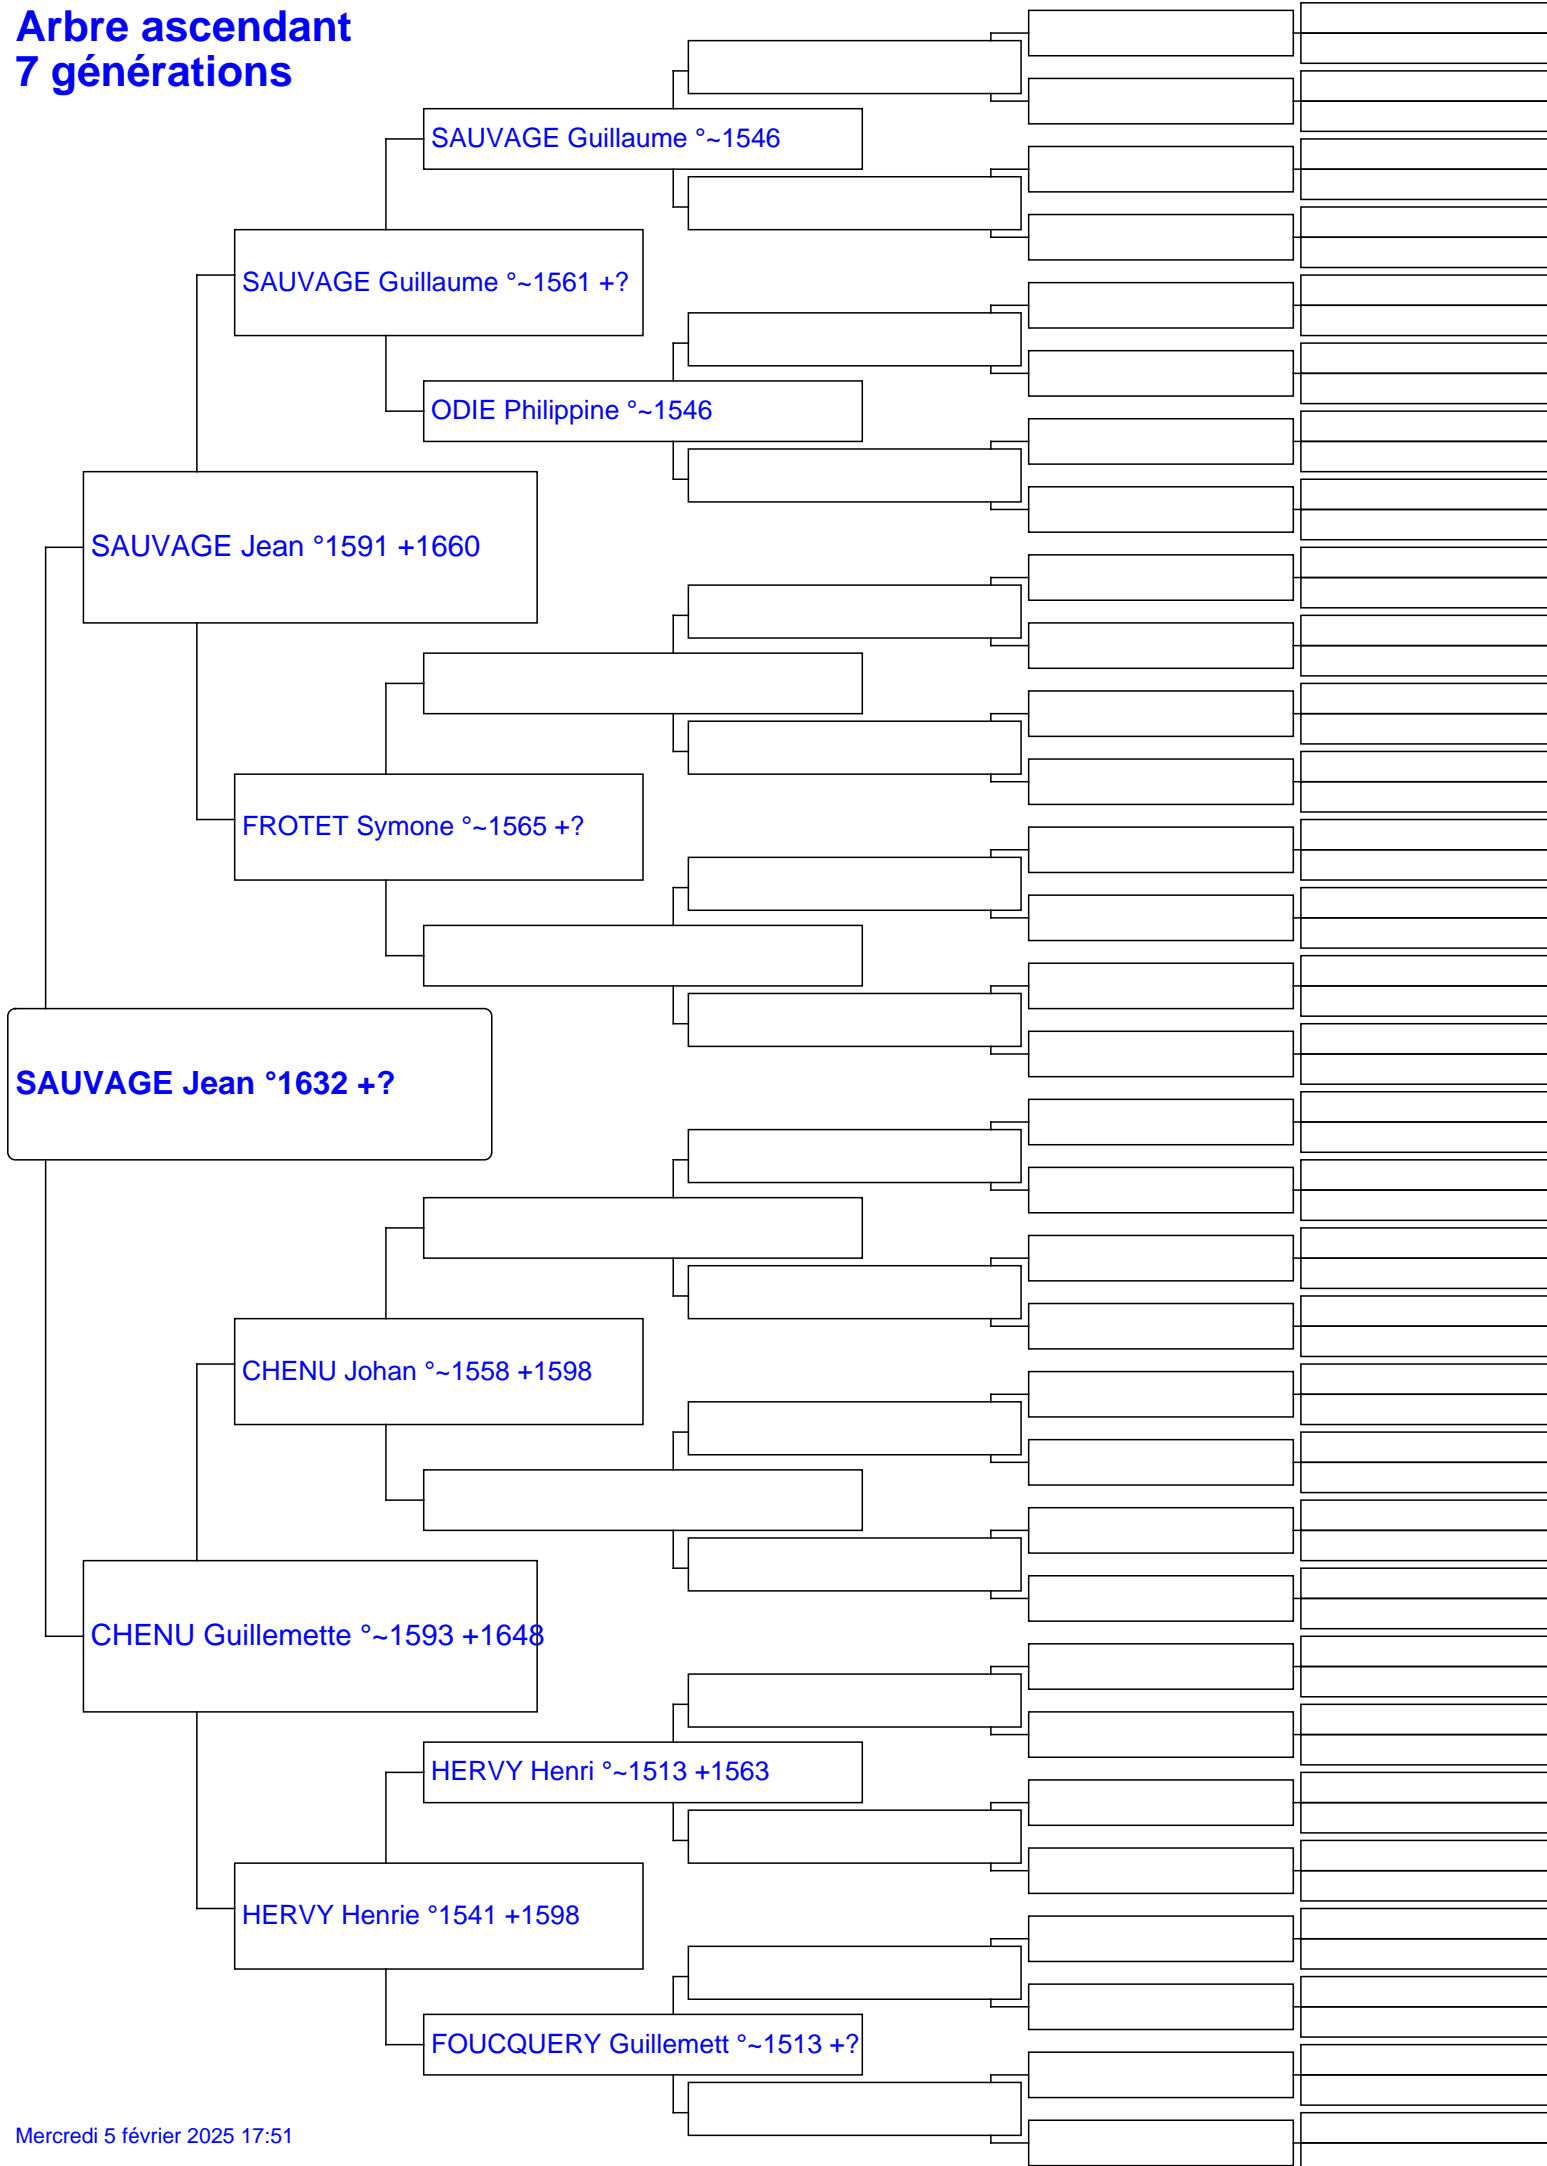 Arbre ascendant
7 générations
SAUVAGE Guillaume °~1546
SAUVAGE Guillaume °~1561 +?
ODIE Philippine °~1546
SAUVAGE Jean °1591 +1660
FROTET Symone °~1565 +?
SAUVAGE Jean °1632 +?
CHENU Johan °~1558 +1598
CHENU Guillemette °~1593 +1648
HERVY Henri °~1513 +1563
HERVY Henrie °1541 +1598
FOUCQUERY Guillemett °~1513 +?
Mercredi 5 février 2025 17:51